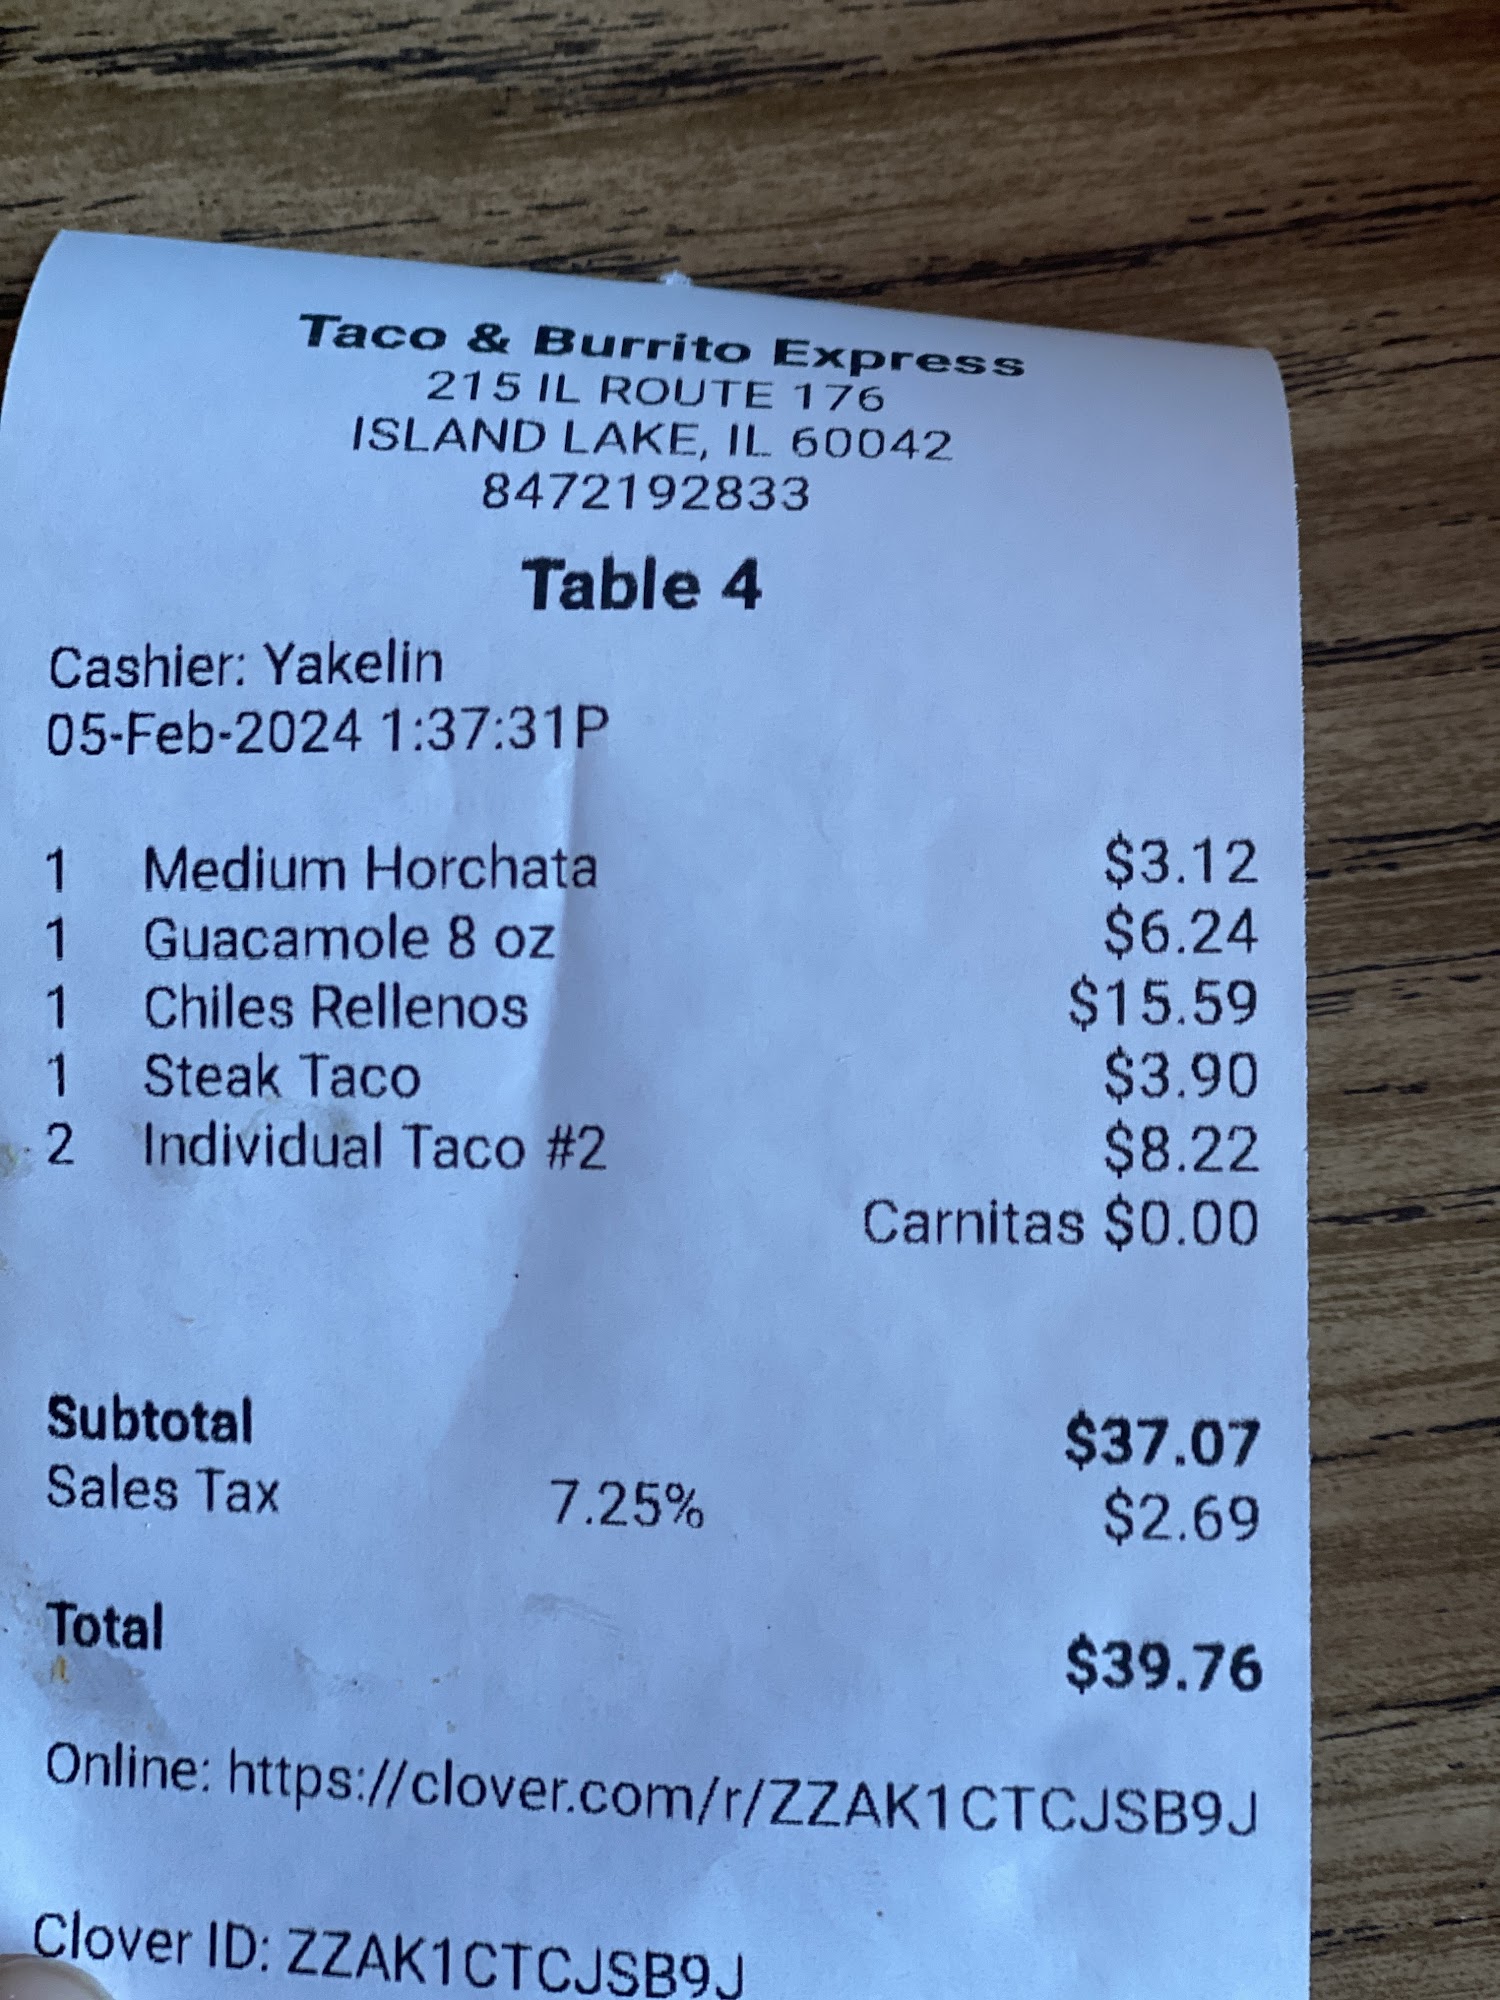 Taco & Burrito Express
215 IL ROUTE 176
ISLAND LAKE, IL 60042
8472192833
Table 4
Cashier: Yakelin
05-Feb-2024 1:37:31P
1 Medium Horchata $3.12
1 Guacamole 8 oz $6.24
1 Chiles Rellenos $15.59
1 Steak Taco $3.90
2 Individual Taco #2 $8.22
Carnitas $0.00
Subtotal $37.07
Sales Tax 7.25% $2.69
Total $39.76
Online: https://clover.com/r/ZZAK1CTCJSB9J
Clover ID: ZZAK1CTCJSB9J